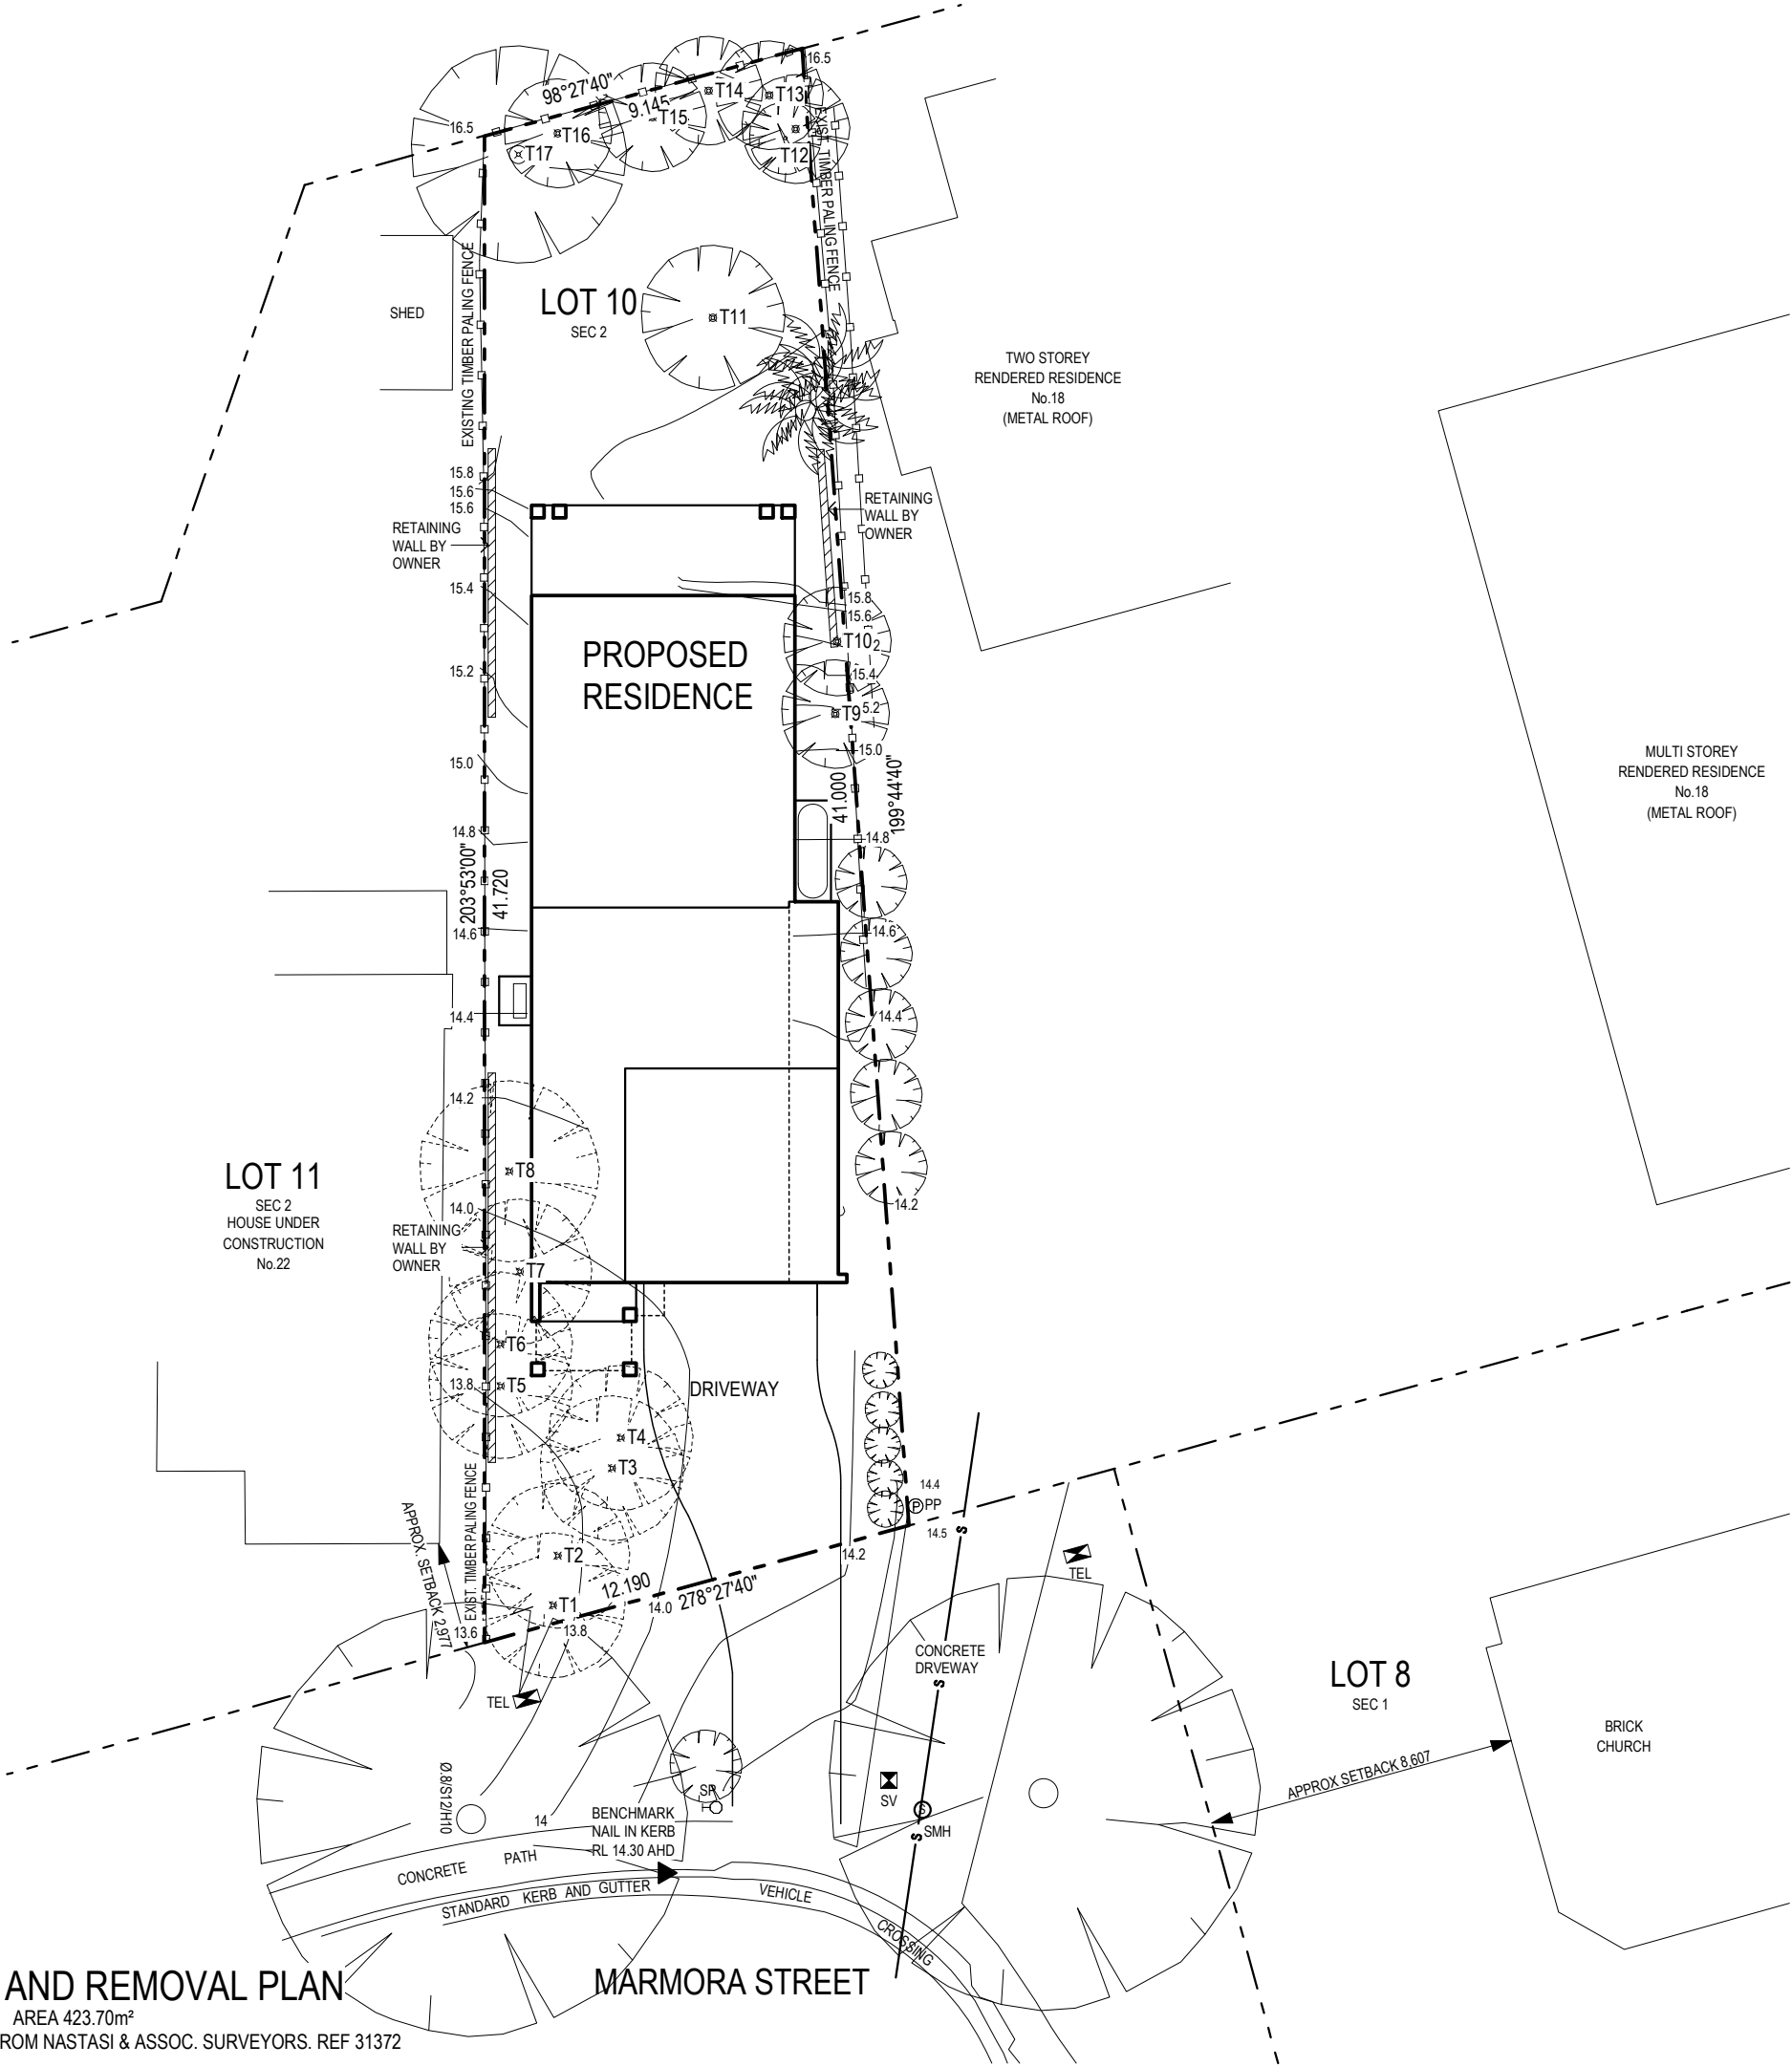 16.5
98°27'40"
9.145
16.5
T14
T13
T15
T16
T12
T17
EXIST. TIMBER PALING FENCE
EXISTING TIMBER PALING FENCE
SHED
LOT 10
SEC 2
T11
TWO STOREY
RENDERED RESIDENCE
No.18
(METAL ROOF)
15.8
15.6
15.6
RETAINING
WALL BY
OWNER
RETAINING
WALL BY
OWNER
15.4
15.8
15.6
PROPOSED
RESIDENCE
T10
15.2
15.4
T9
15.0
15.0
MULTI STOREY
RENDERED RESIDENCE
No.18
(METAL ROOF)
41.000
199°44'40"
14.8
14.8
203°53'00"
41.720
14.6
14.6
14.4
14.4
14.2
LOT 11
SEC 2
HOUSE UNDER
CONSTRUCTION
No.22
T8
14.2
14.0
RETAINING
WALL BY
OWNER
T7
T6
13.8
T5
DRIVEWAY
T4
T3
EXIST. TIMBER PALING FENCE
APPROX. SETBACK 2,977
14.4
P PP
14.5
S
14.2
T2
TEL
12.190
278°27'40"
T1
14.0
13.8
13.6
CONCRETE
DRVEWAY
S
LOT 8
SEC 1
TEL
BRICK
CHURCH
APPROX SETBACK 8,607
Ø.8/S12/H10
SP
SV
S
SMH
S
14
BENCHMARK
NAIL IN KERB
RL 14.30 AHD
CONCRETE PATH
STANDARD KERB AND GUTTER
VEHICLE
CROSSING
AND REMOVAL PLAN
MARMORA STREET
AREA 423.70m²
ROM NASTASI & ASSOC. SURVEYORS. REF 31372